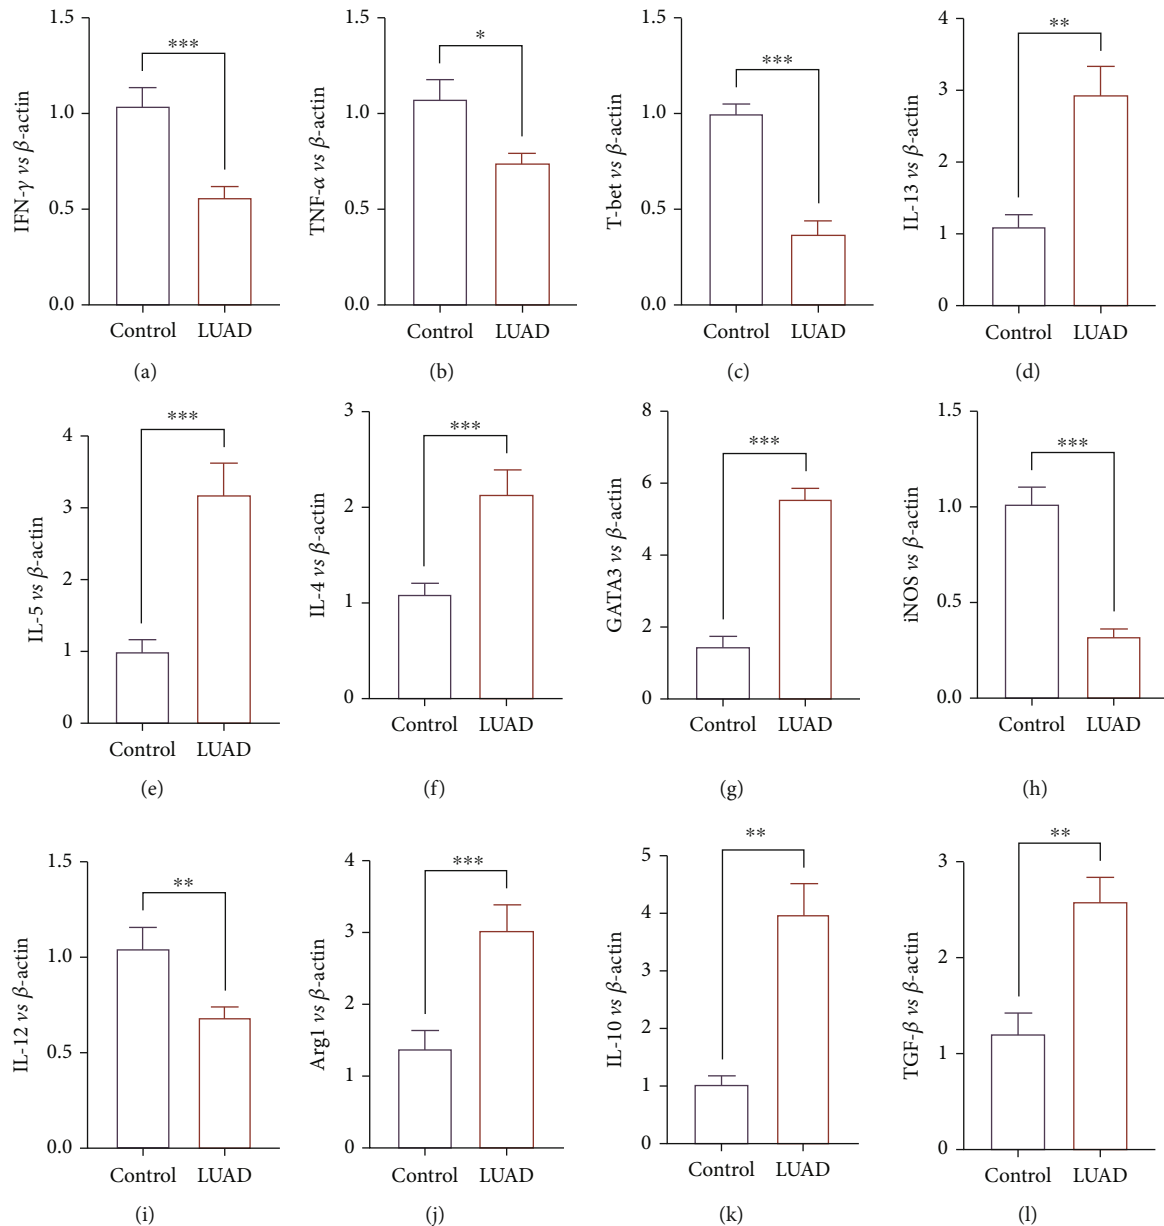 IFN-γ vs β-actin
1.5
1.0
0.5
0.0
***
Control LUAD
(a)
TNF-α vs β-actin
1.5
1.0
0.5
0.0
*
Control LUAD
(b)
T-bet vs β-actin
1.5
1.0
0.5
0.0
***
Control LUAD
(c)
IL-13 vs β-actin
4
3
2
1
0
**
Control LUAD
(d)
IL-5 vs β-actin
4
3
2
1
0
***
Control LUAD
(e)
IL-4 vs β-actin
3
2
1
0
***
Control LUAD
(f)
GATA3 vs β-actin
8
6
4
2
0
***
Control LUAD
(g)
iNOS vs β-actin
1.5
1.0
0.5
0.0
***
Control LUAD
(h)
IL-12 vs β-actin
1.5
1.0
0.5
0.0
**
Control LUAD
(i)
Arg1 vs β-actin
4
3
2
1
0
***
Control LUAD
(j)
IL-10 vs β-actin
5
4
3
2
1
0
**
Control LUAD
(k)
TGF-β vs β-actin
3
2
1
0
**
Control LUAD
(l)